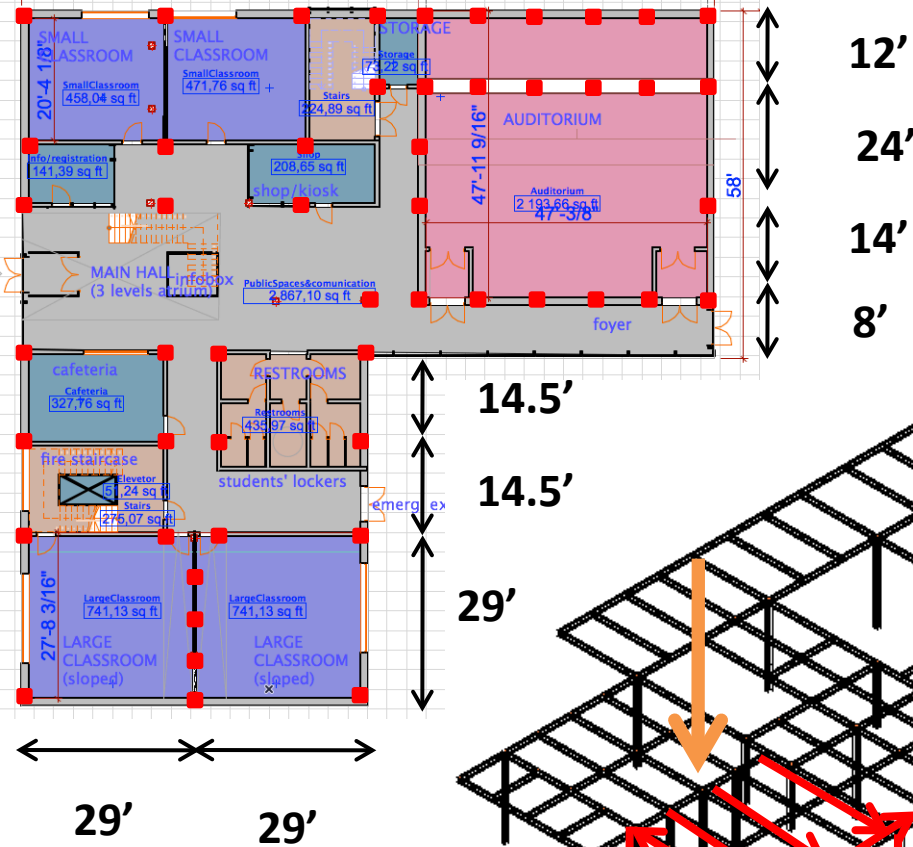 SMALL
CLASSROOM
SmallClassroom
458,04 sq ft
20'-4 1/8"
SMALL
CLASSROOM
SmallClassroom
471,76 sq ft
Stairs
224,89 sq ft
STORAGE
Storage
73,22 sq ft
AUDITORIUM
Auditorium
2 193,66 sq ft
47'-3/8"
47'-11 9/16"
58'
12'
24'
14'
8'
Info/registration
141,39 sq ft
Shop
208,65 sq ft
shop/kiosk
MAIN HALL
(3 levels atrium)
infobox
PublicSpaces&comunication
2 867,10 sq ft
foyer
cafeteria
Cafeteria
327,76 sq ft
RESTROOMS
Restrooms
435,97 sq ft
14.5'
fire staircase
Elevator
Stairs
275,07 sq ft
students' lockers
emerg ex
14.5'
LargeClassroom
741,13 sq ft
27'-8 3/16"
LARGE
CLASSROOM
(sloped)
LargeClassroom
741,13 sq ft
LARGE
CLASSROOM
(sloped)
29'
29'
29'